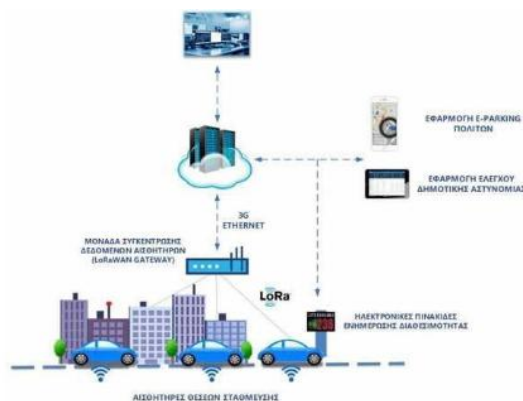 ΕΦΑΡΜΟΓΗ E-PARKING
ΠΟΛΙΤΩΝ
ΕΦΑΡΜΟΓΗ ΕΛΕΓΧΟΥ
ΔΗΜΟΤΙΚΗΣ ΑΣΤΥΝΟΜΙΑΣ
3G
ETHERNET
ΜΟΝΑΔΑ ΣΥΓΚΕΝΤΡΩΣΗΣ
ΔΕΔΟΜΕΝΩΝ ΑΙΣΘΗΤΗΡΩΝ
(LoRaWAN GATEWAY)
LoRa
ΗΛΕΚΤΡΟΝΙΚΕΣ ΠΙΝΑΚΙΔΕΣ
ΕΝΗΜΕΡΩΣΗΣ ΔΙΑΘΕΣΙΜΟΤΗΤΑΣ
ΑΙΣΘΗΤΗΡΕΣ ΘΕΣΕΩΝ ΣΤΑΘΜΕΥΣΗΣ